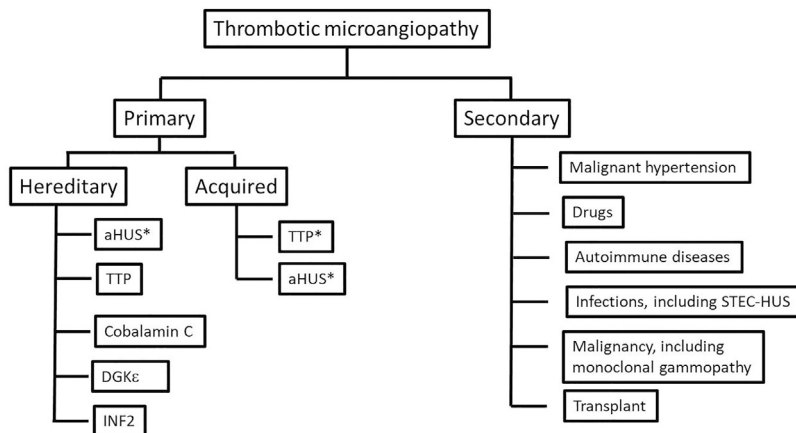 Thrombotic microangiopathy
Primary
Secondary
Hereditary
Acquired
aHUS*
TTP
Cobalamin C
DGKε
INF2
TTP*
aHUS*
Malignant hypertension
Drugs
Autoimmune diseases
Infections, including STEC-HUS
Malignancy, including
monoclonal gammopathy
Transplant